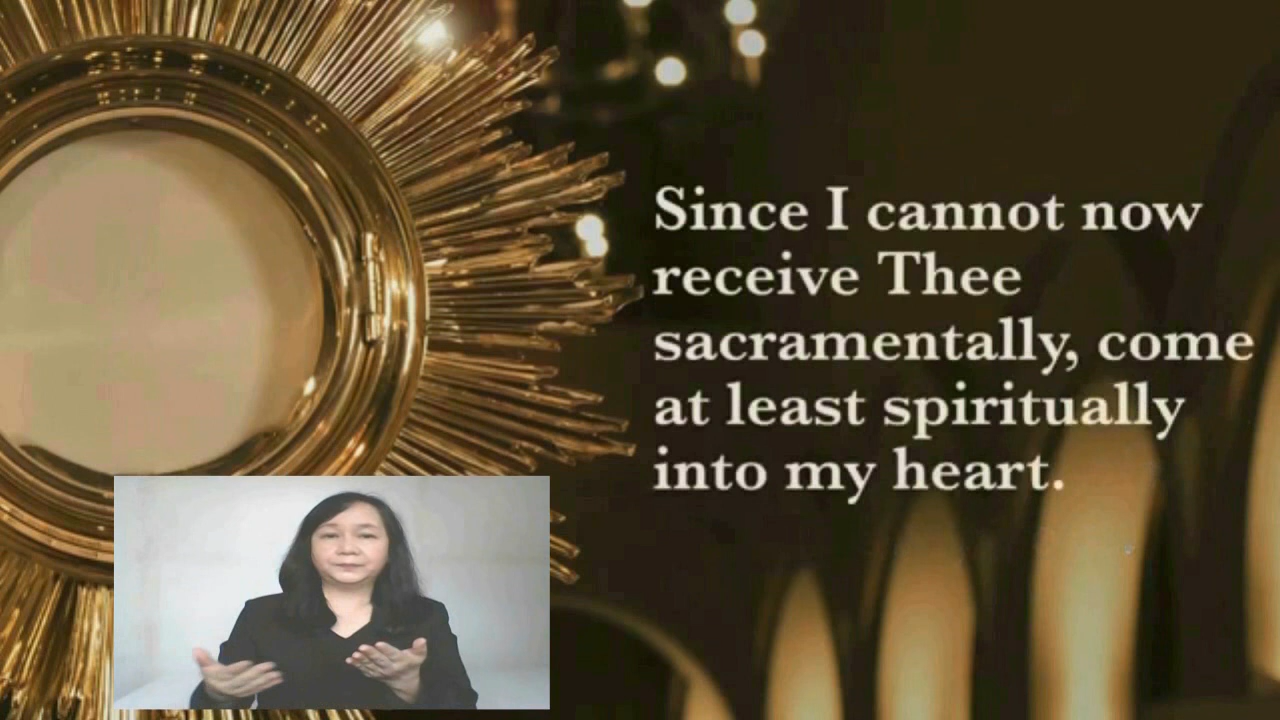 Since I cannot now
receive Thee
sacramentally, come
at least spiritually
into my heart.